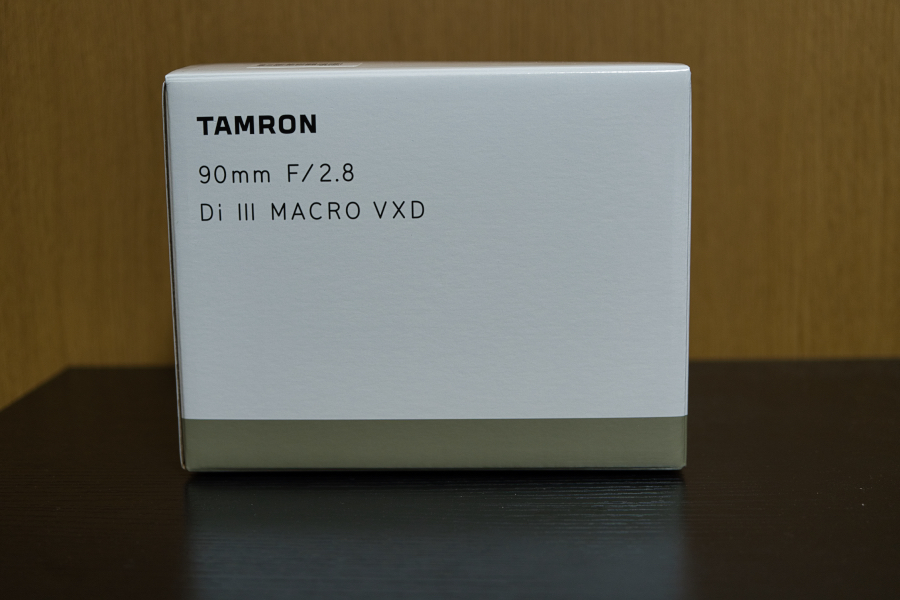 TAMRON
90mm F/2.8
Di III MACRO VXD